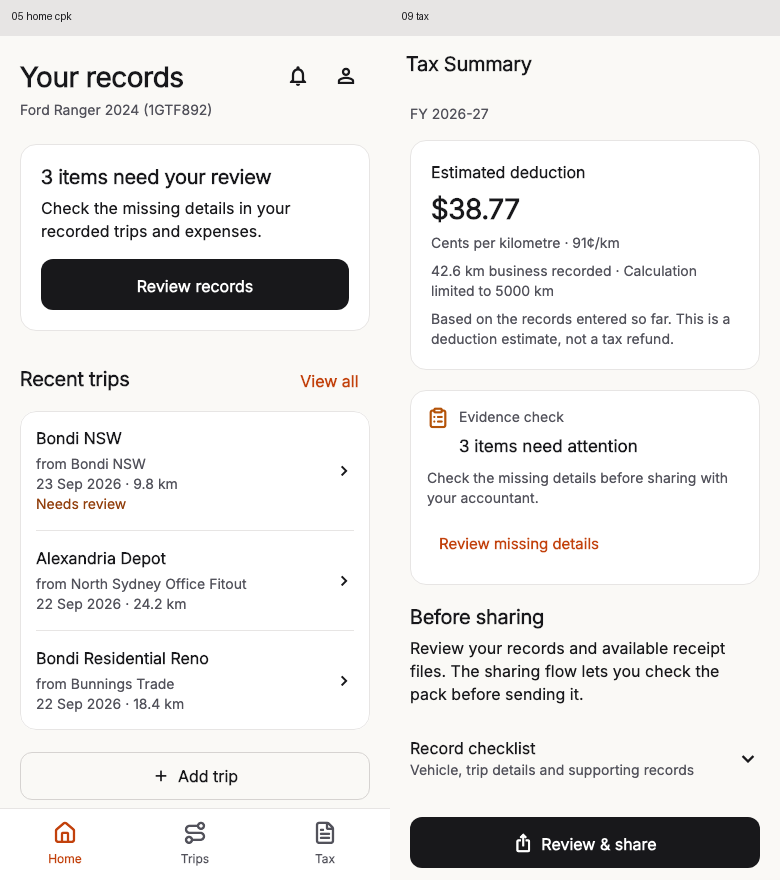 05 home cpk
Your records
Ford Ranger 2024 (1GTF892)
3 items need your review
Check the missing details in your
recorded trips and expenses.
Review records
Recent trips
View all
Bondi NSW
from Bondi NSW
23 Sep 2026 · 9.8 km
Needs review
Alexandria Depot
from North Sydney Office Fitout
22 Sep 2026 · 24.2 km
Bondi Residential Reno
from Bunnings Trade
22 Sep 2026 · 18.4 km
+ Add trip
Home
Trips
Tax
09 tax
Tax Summary
FY 2026-27
Estimated deduction
$38.77
Cents per kilometre · 91¢/km
42.6 km business recorded · Calculation
limited to 5000 km
Based on the records entered so far. This is a
deduction estimate, not a tax refund.
Evidence check
3 items need attention
Check the missing details before sharing with
your accountant.
Review missing details
Before sharing
Review your records and available receipt
files. The sharing flow lets you check the
pack before sending it.
Record checklist
Vehicle, trip details and supporting records
Review & share